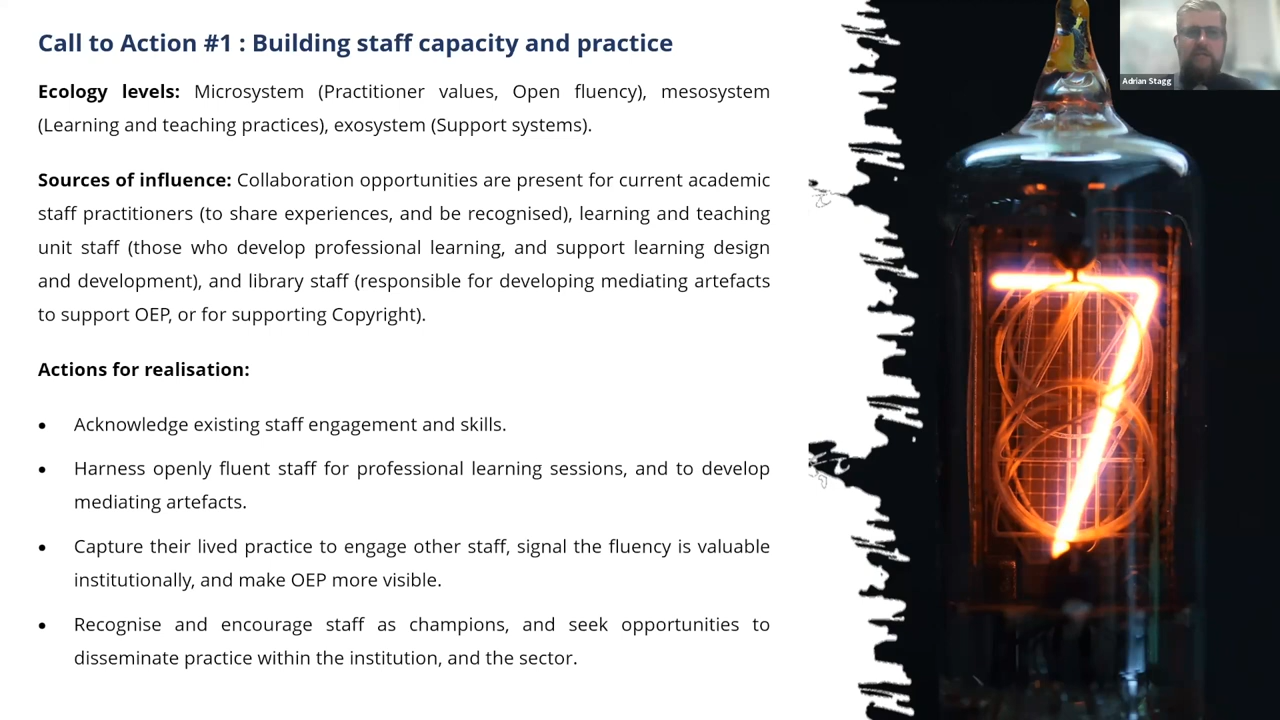 Call to Action #1 : Building staff capacity and practice
Adrian Stagg
Ecology levels: Microsystem (Practitioner values, Open fluency), mesosystem
(Learning and teaching practices), exosystem (Support systems).
Sources of influence: Collaboration opportunities are present for current academic
staff practitioners (to share experiences, and be recognised), learning and teaching
unit staff (those who develop professional learning, and support learning design
and development), and library staff (responsible for developing mediating artefacts
to support OEP, or for supporting Copyright).
Actions for realisation:
• Acknowledge existing staff engagement and skills.
• Harness openly fluent staff for professional learning sessions, and to develop
mediating artefacts.
• Capture their lived practice to engage other staff, signal the fluency is valuable
institutionally, and make OEP more visible.
• Recognise and encourage staff as champions, and seek opportunities to
disseminate practice within the institution, and the sector.
7